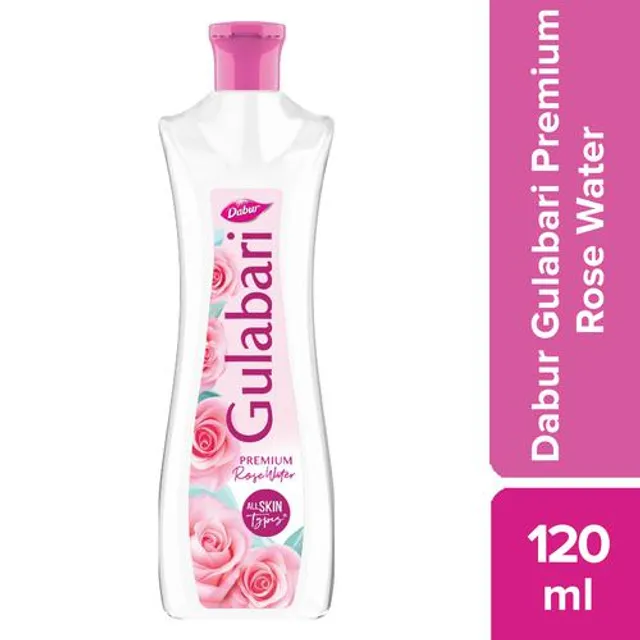 Dabur
Gulabari
PREMIUM
Rose Water
ALL SKIN
types*
Dabur Gulabari Premium
Rose Water
120
ml